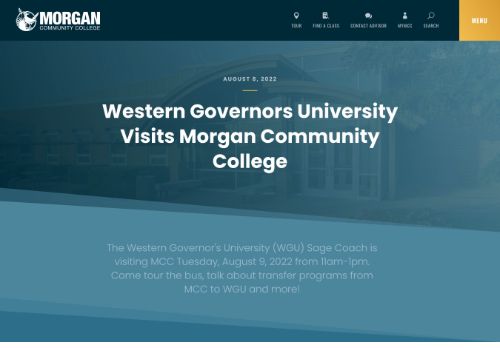 MORGAN
COMMUNITY COLLEGE
TOUR
FIND A CLASS
CONTACT ADVISOR
MYMCC
SEARCH
MENU
AUGUST 8, 2022
Western Governors University
Visits Morgan Community
College
The Western Governor's University (WGU) Sage Coach is
visiting MCC Tuesday, August 9, 2022 from 11am-1pm.
Come tour the bus, talk about transfer programs from
MCC to WGU and more!